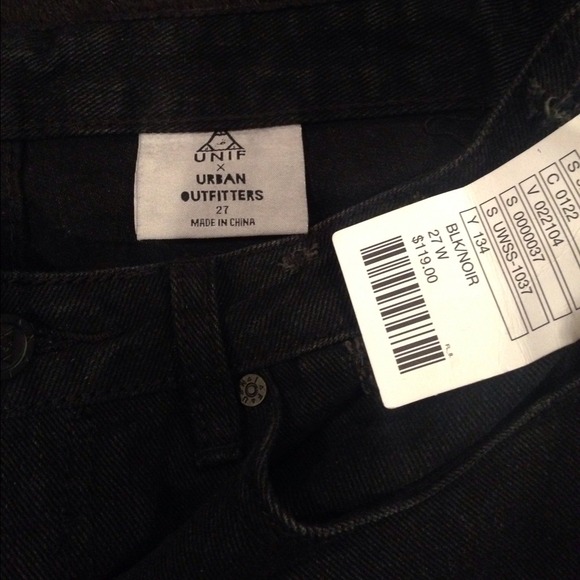 UNIF
×
URBAN
OUTFITTERS
27
MADE IN CHINA
C 0122
V 022104
S 0000037
S UWSS-1037
Y 134
BLK/NOIR
27 W
$119.00